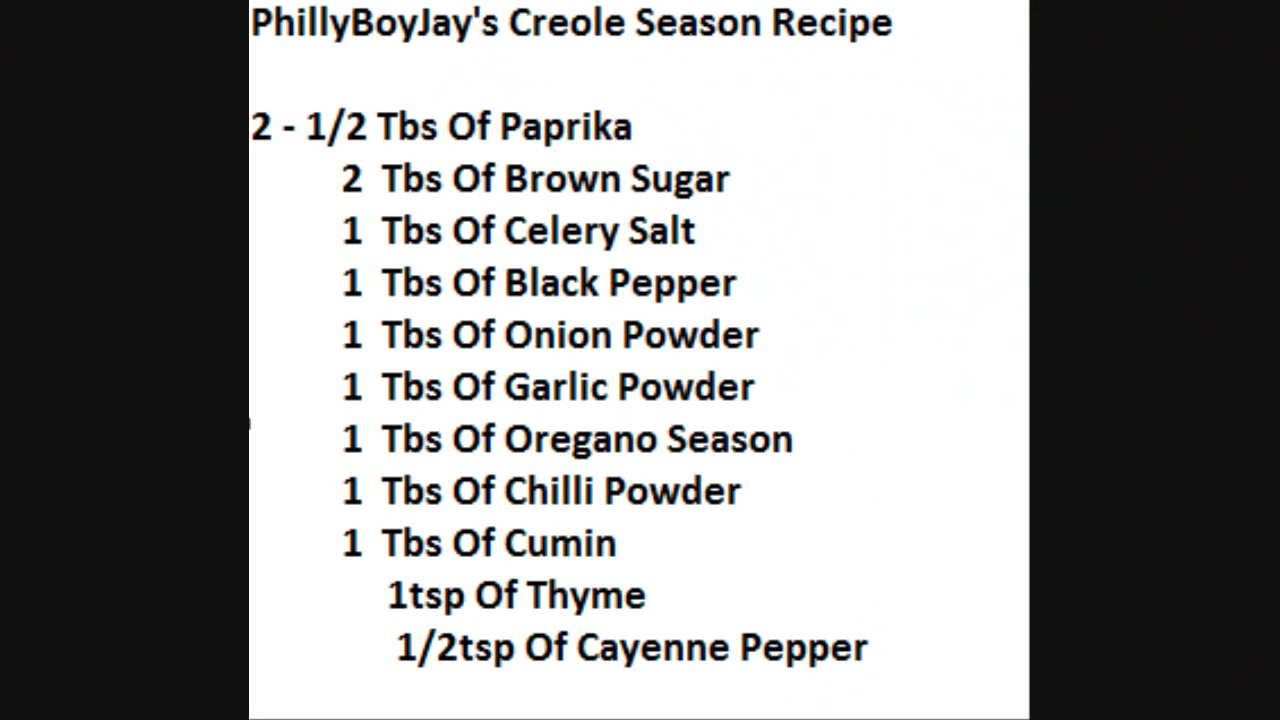 PhillyBoyJay's Creole Season Recipe
2 - 1/2 Tbs Of Paprika
2 Tbs Of Brown Sugar
1 Tbs Of Celery Salt
1 Tbs Of Black Pepper
1 Tbs Of Onion Powder
1 Tbs Of Garlic Powder
1 Tbs Of Oregano Season
1 Tbs Of Chilli Powder
1 Tbs Of Cumin
1tsp Of Thyme
1/2tsp Of Cayenne Pepper